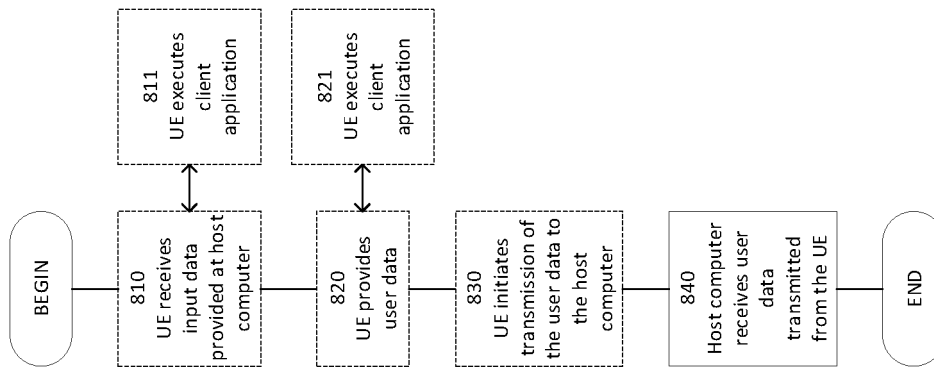 BEGIN
810
UE receives
input data
provided at host
computer
811
UE executes
client
application
820
UE provides
user data
821
UE executes
client
application
830
UE initiates
transmission of
the user data to
the host
computer
840
Host computer
receives user
data
transmitted
from the UE
END